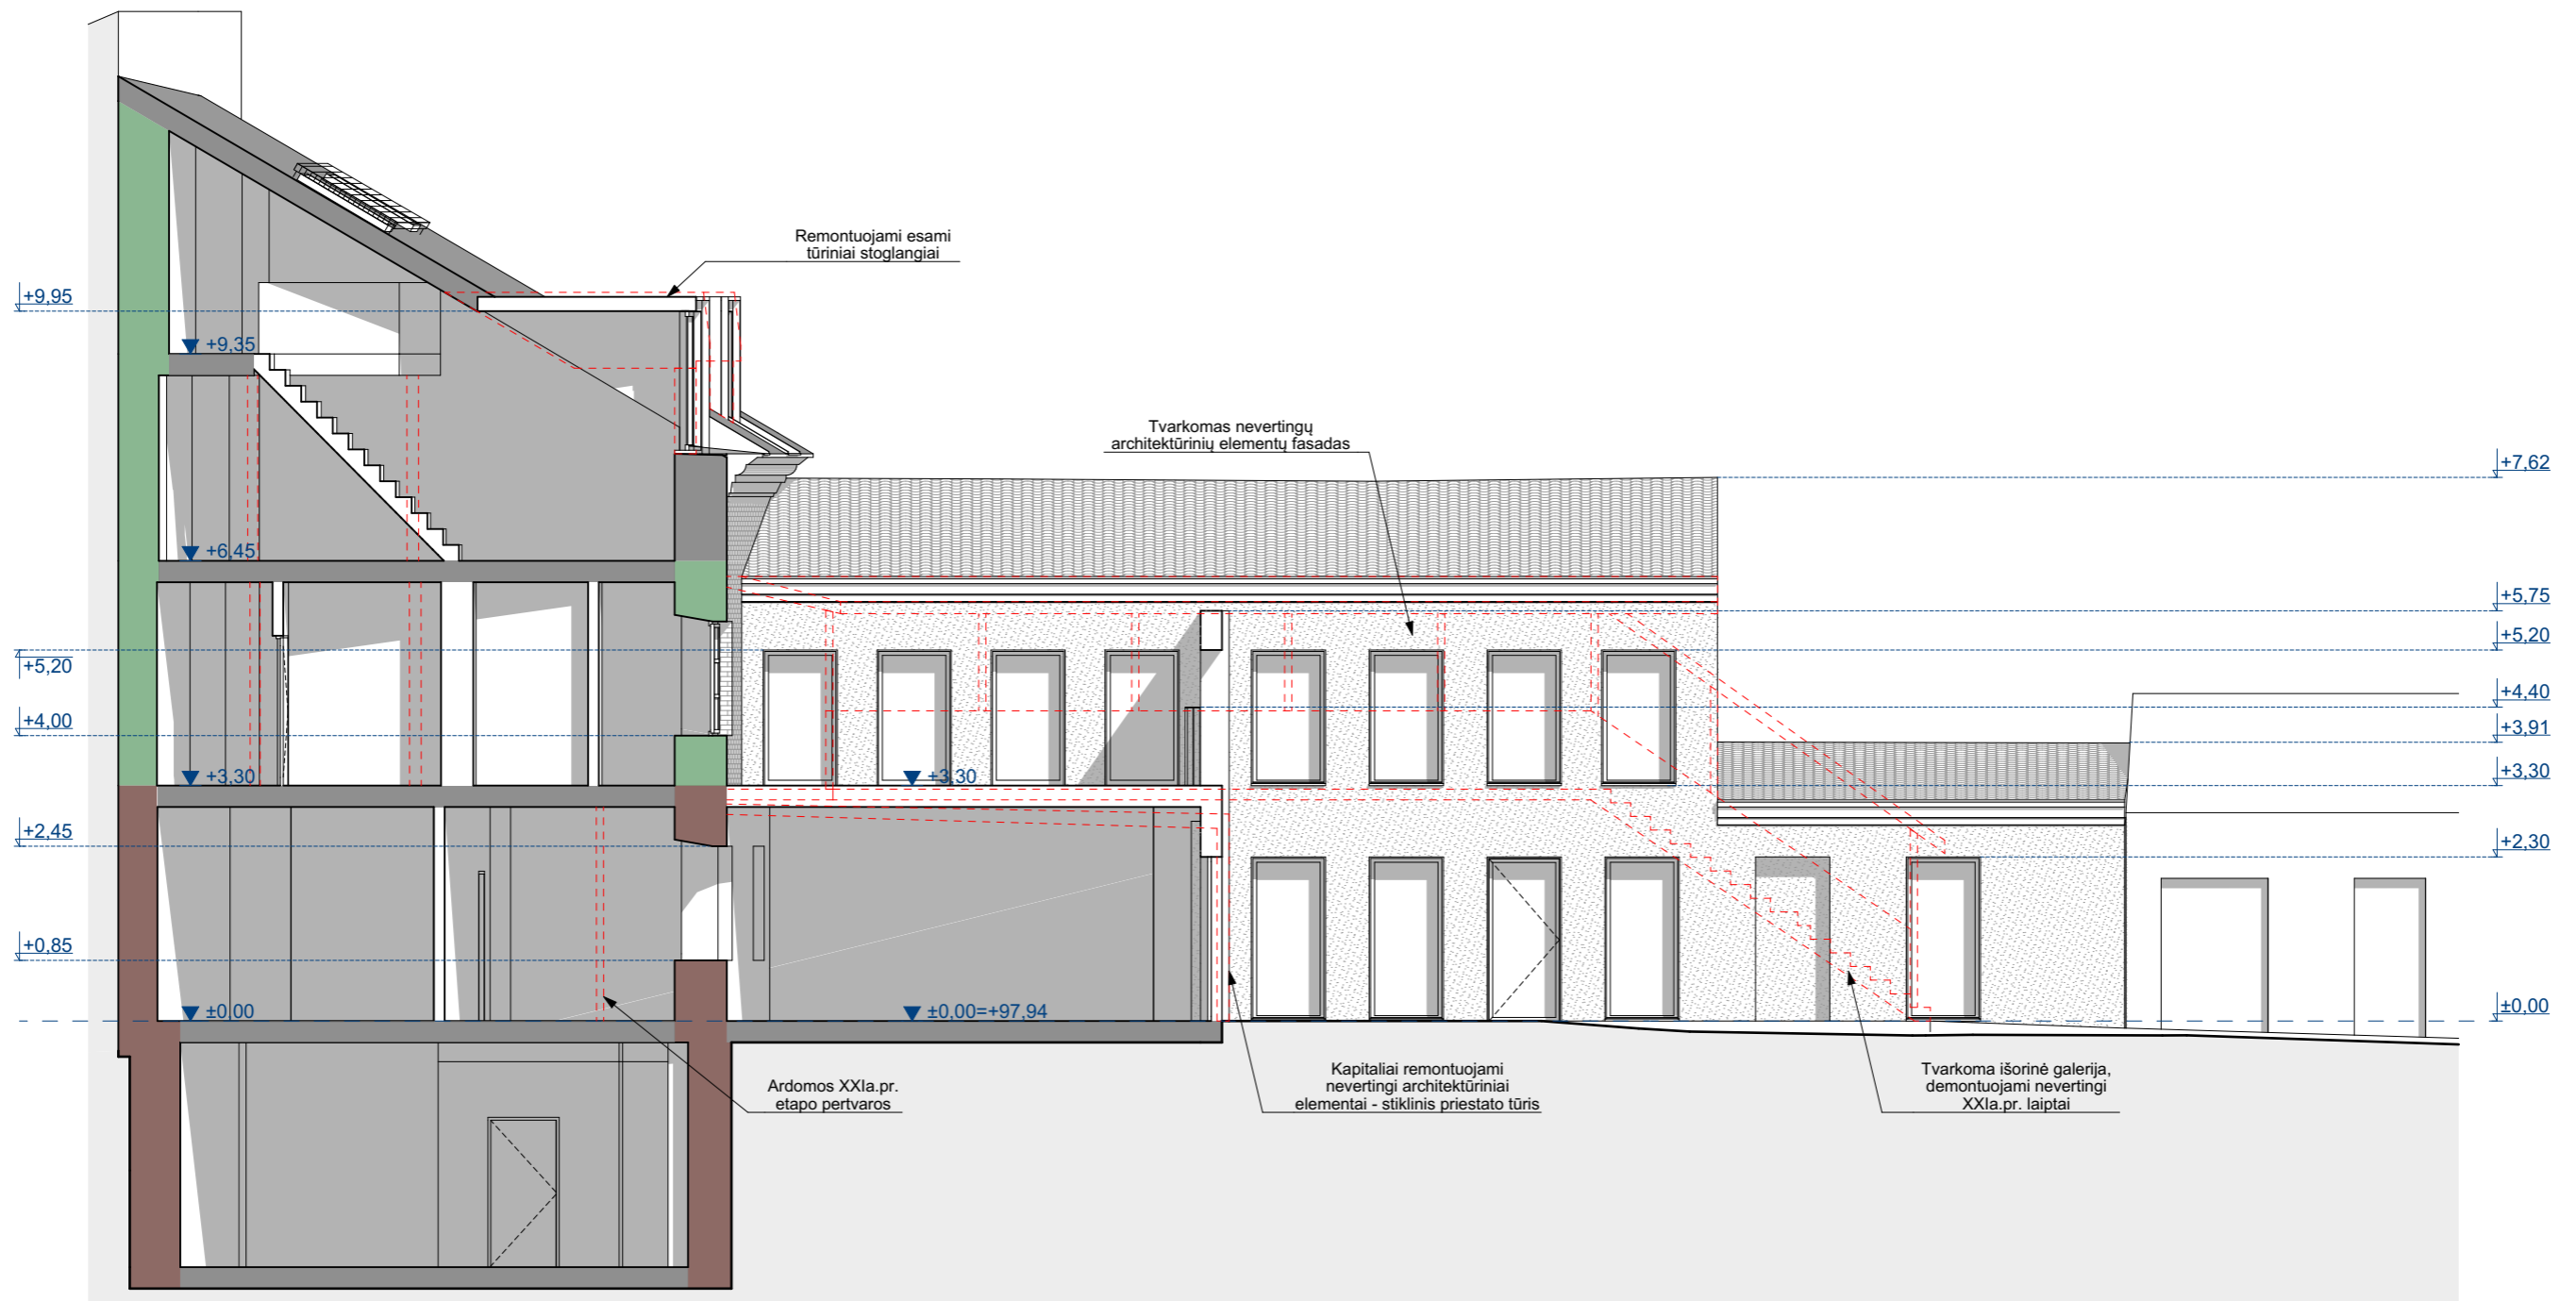 Remontuojami esami
tūriniai stoglangiai
+9,95
+9,35
Tvarkomas nevertingų
architektūrinių elementų fasadas
+7,62
+6,45
+5,75
+5,20
+5,20
+4,40
+4,00
+3,91
+3,30
+3,30
+3,30
+2,45
+2,30
+0,85
±0,00
±0,00=+97,94
±0,00
Ardomos XXIa.pr.
etapo pertvaros
Kapitaliai remontuojami
nevertingi architektūriniai
elementai - stiklinis priestato tūris
Tvarkoma išorinė galerija,
demontuojami nevertingi
XXIa.pr. laiptai